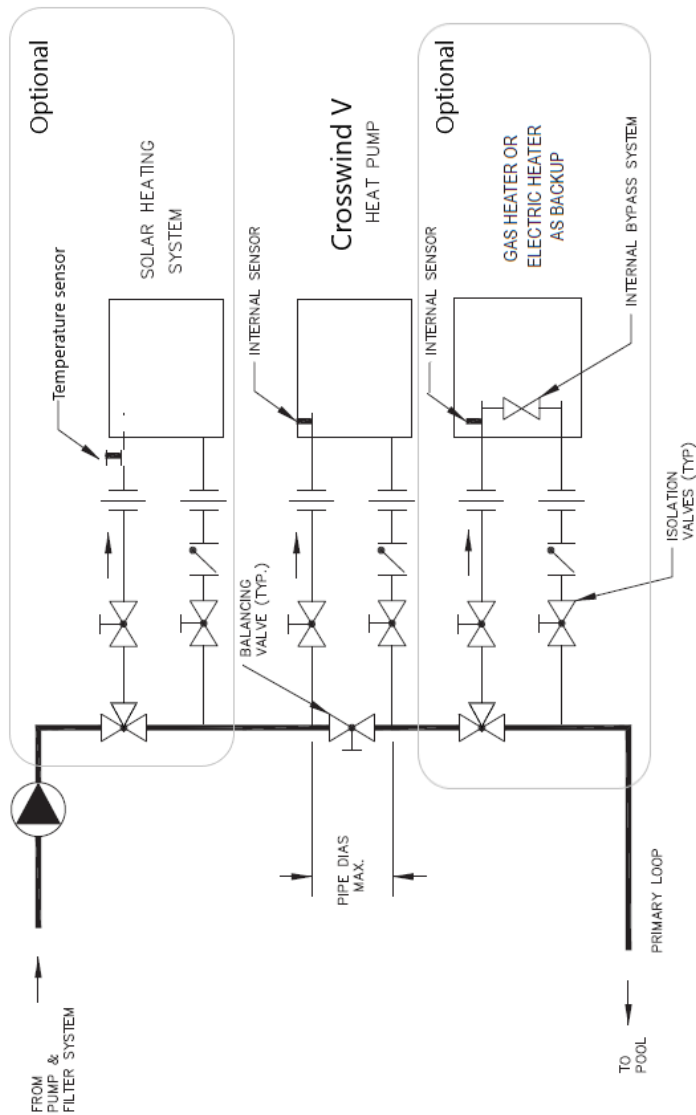 Optional
SOLAR HEATING
SYSTEM
Temperature sensor
Crosswind V
HEAT PUMP
INTERNAL SENSOR
Optional
GAS HEATER OR
ELECTRIC HEATER
AS BACKUP
INTERNAL SENSOR
INTERNAL BYPASS SYSTEM
BALANCING
VALVE (TYP.)
ISOLATION
VALVES (TYP)
PIPE DIAS
MAX.
PRIMARY LOOP
FROM
PUMP &
FILTER SYSTEM
TO
POOL